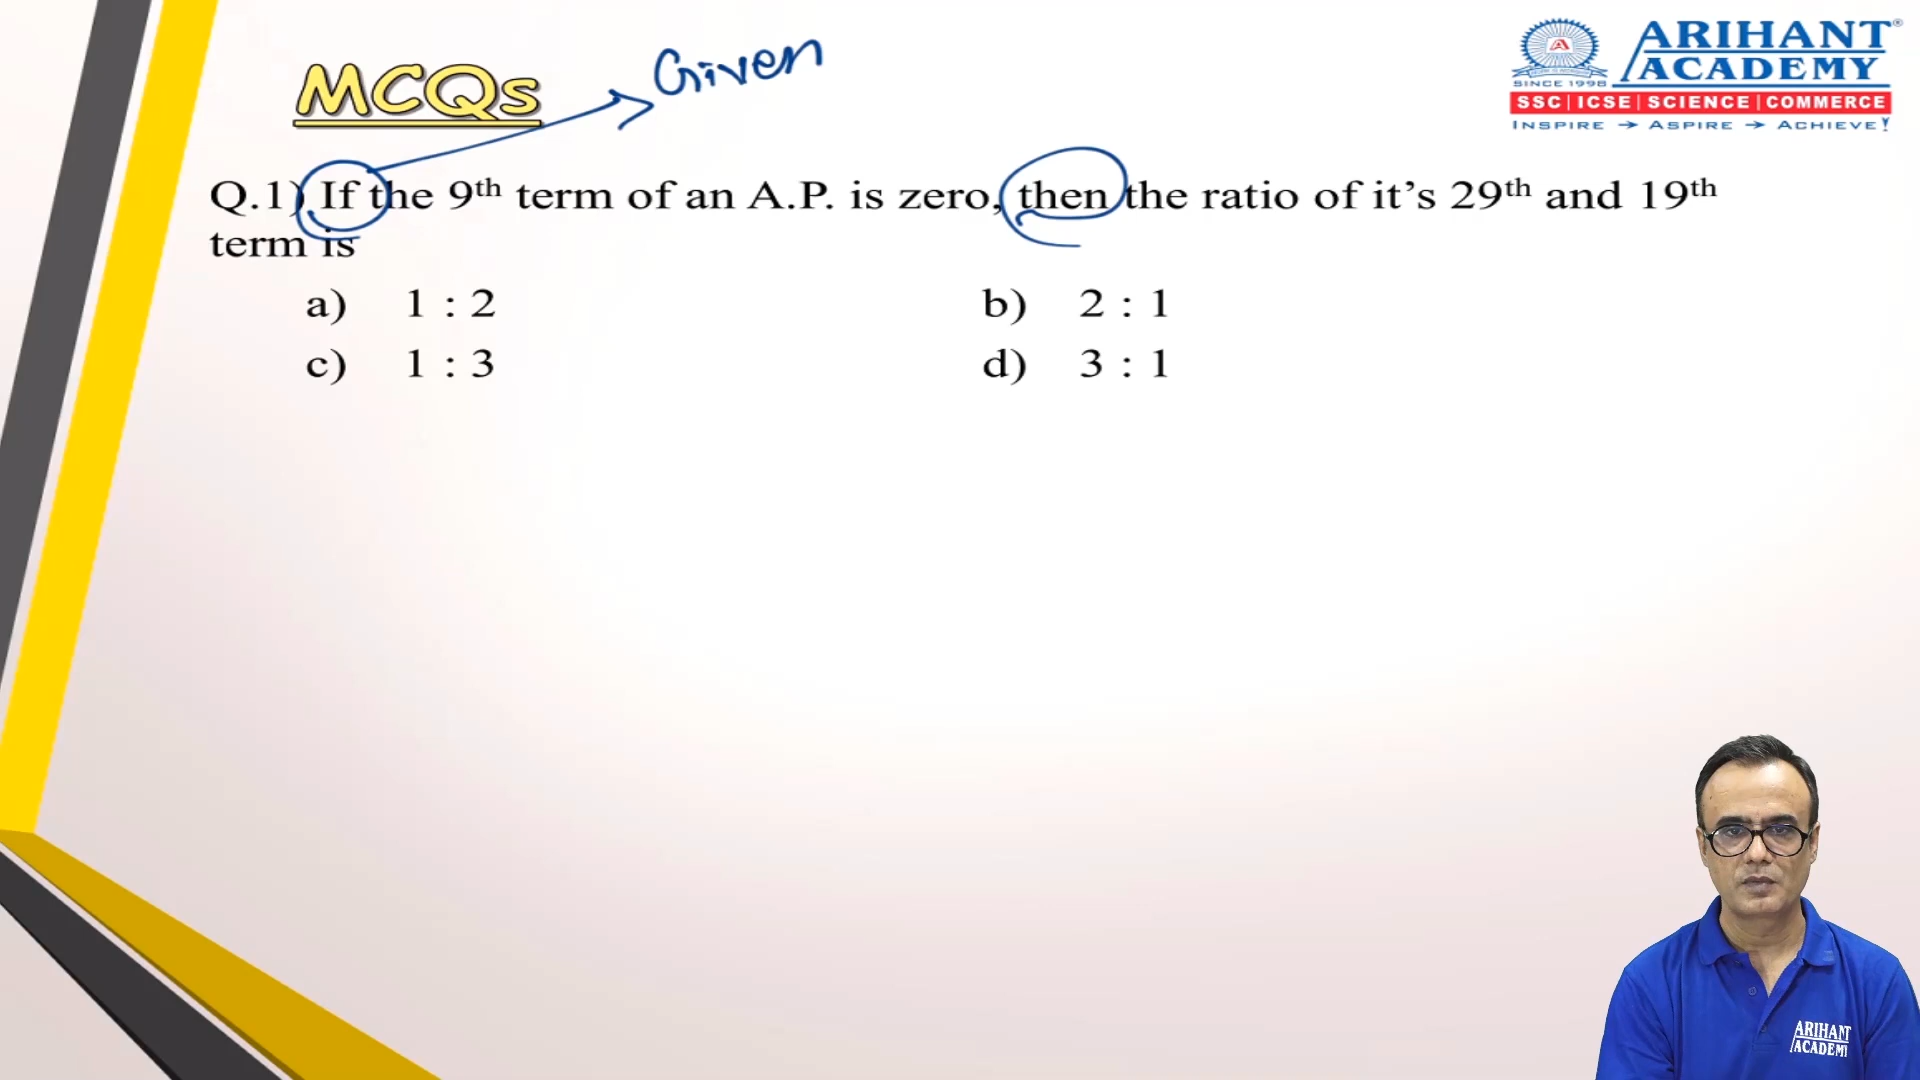 MCQs
Given
ARIHANT
ACADEMY
SINCE 1998
SSC | ICSE | SCIENCE | COMMERCE
INSPIRE → ASPIRE → ACHIEVE!
Q.1) If the 9th term of an A.P. is zero, then the ratio of it’s 29th and 19th
term is
a) 1 : 2
b) 2 : 1
c) 1 : 3
d) 3 : 1
ARIHANT
ACADEMY